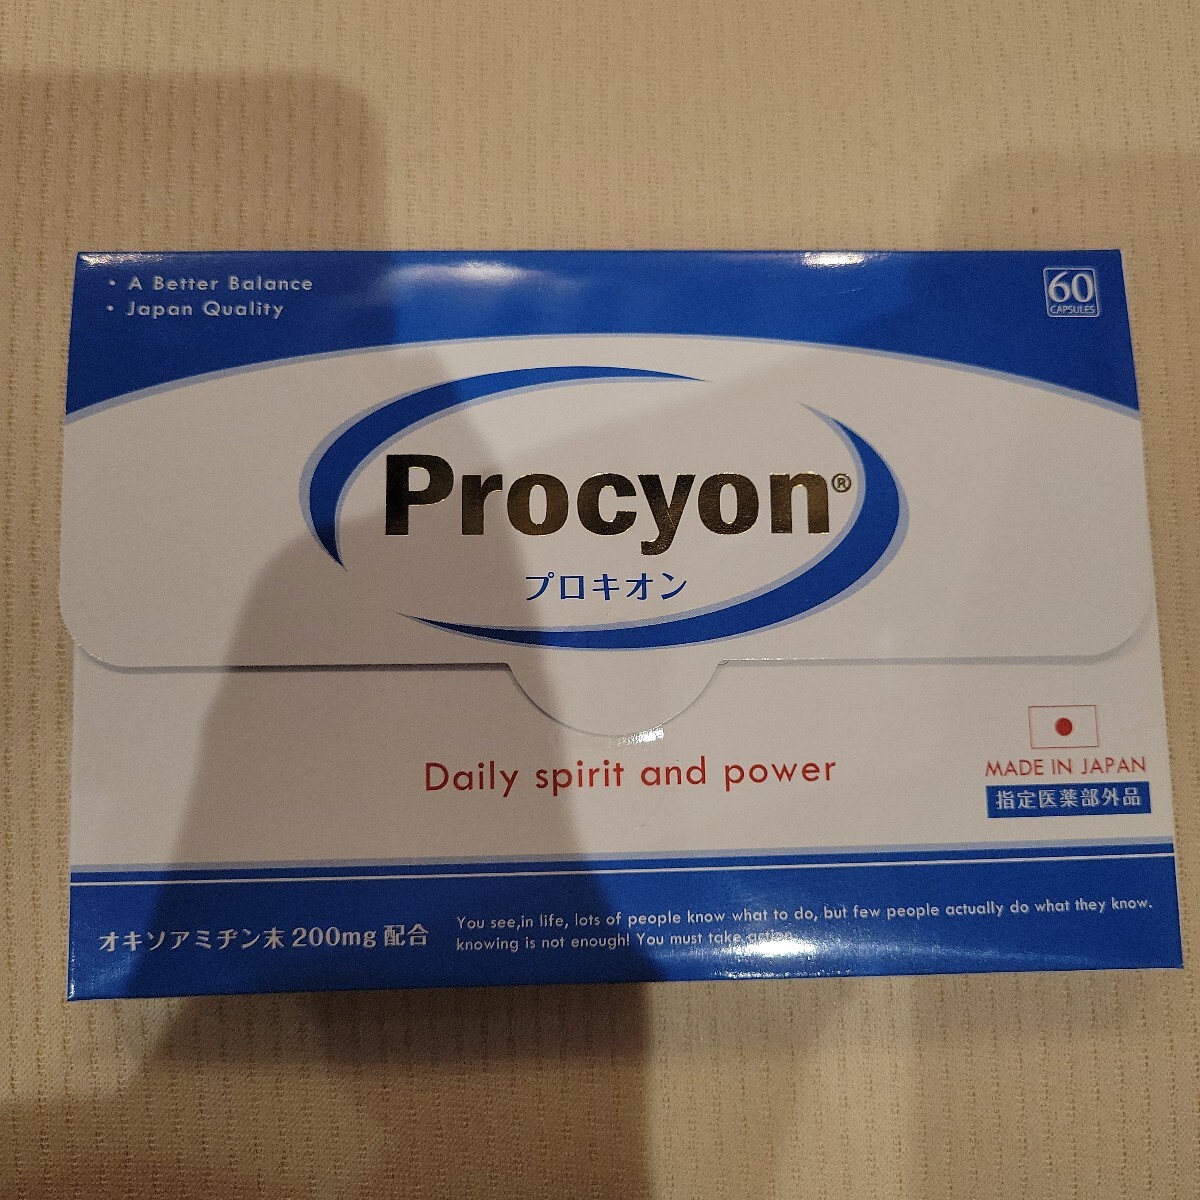 ・ A Better Balance
・ Japan Quality
60
CAPSULES
Procyon®
プロキオン
Daily spirit and power
MADE IN JAPAN
指定医薬部外品
オキソアミヂン末 200mg 配合
You see,in life, lots of people know what to do, but few people actually do what they know.
knowing is not enough! You must take action.